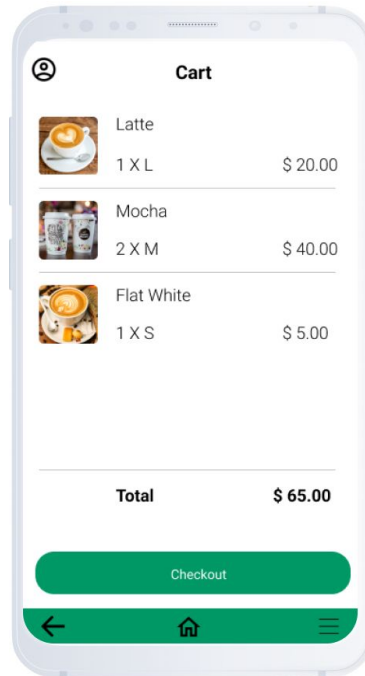 Cart
Latte
1 X L $ 20.00
Mocha
2 X M $ 40.00
Flat White
1 X S $ 5.00
Total $ 65.00
Checkout